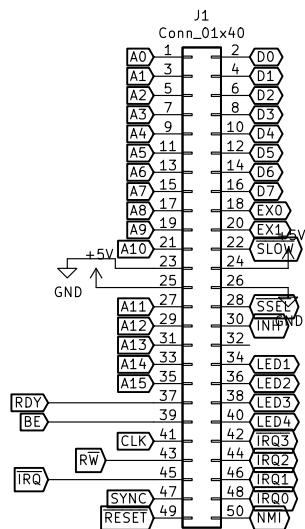 J1
Conn_01x40
A0 1 2 D0
A1 3 4 D1
A2 5 6 D2
A3 7 8 D3
A4 9 10 D4
A5 11 12 D5
A6 13 14 D6
A7 15 16 D7
A8 17 18 EX0
A9 19 20 EX1
A10 21 22 SLOW
+5V 23 24 +5V
GND 25 26 GND
A11 27 28 SSEL
A12 29 30 INH
A13 31 32
A14 33 34 LED1
A15 35 36 LED2
RDY 37 38 LED3
BE 39 40 LED4
CLK 41 42 IRQ3
RW 43 44 IRQ2
IRQ 45 46 IRQ1
SYNC 47 48 IRQ0
RESET 49 50 NMI